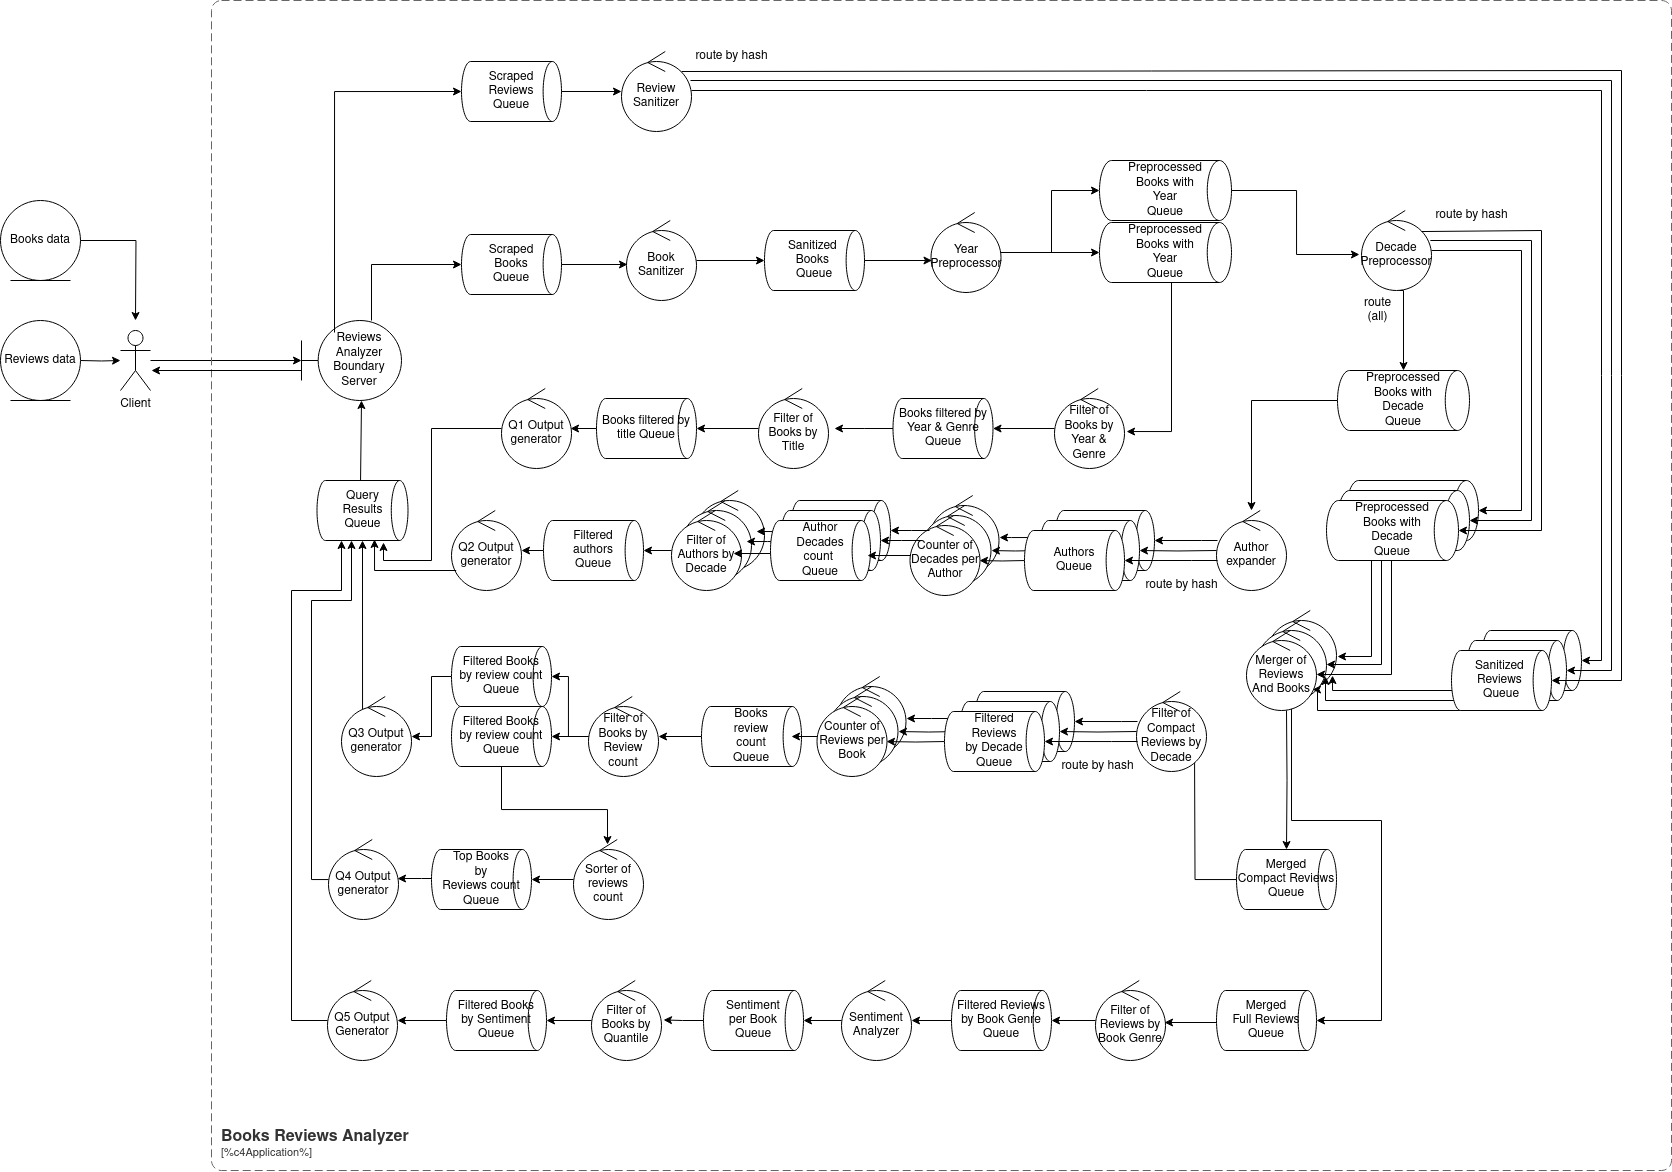 route by hash
Scraped
Reviews
Queue
Review
Sanitizer
Preprocessed
Books with
Year
Queue
Books data
Scraped
Books
Queue
Book
Sanitizer
Sanitized
Books
Queue
Year
Preprocessor
Preprocessed
Books with
Year
Queue
route by hash
Decade
Preprocessor
route
(all)
Reviews data
Client
Reviews
Analyzer
Boundary
Server
Preprocessed
Books with
Decade
Queue
Q1 Output
generator
Books filtered by
title Queue
Filter of
Books by
Title
Books filtered by
Year & Genre
Queue
Filter of
Books by
Year &
Genre
Query
Results
Queue
Preprocessed
Books with
Decade
Queue
Q2 Output
generator
Filtered
authors
Queue
Filter of
Authors by
Decade
Author
Decades
count
Queue
Counter of
Decades per
Author
Authors
Queue
Author
expander
route by hash
Merger of
Reviews
And Books
Sanitized
Reviews
Queue
Filtered Books
by review count
Queue
Q3 Output
generator
Filtered Books
by review count
Queue
Filter of
Books by
Review
count
Books
review
count
Queue
Counter of
Reviews per
Book
Filtered
Reviews
by Decade
Queue
Filter of
Compact
Reviews by
Decade
route by hash
Q4 Output
generator
Top Books
by
Reviews count
Queue
Sorter of
reviews
count
Merged
Compact Reviews
Queue
Q5 Output
Generator
Filtered Books
by Sentiment
Queue
Filter of
Books by
Quantile
Sentiment
per Book
Queue
Sentiment
Analyzer
Filtered Reviews
by Book Genre
Queue
Filter of
Reviews by
Book Genre
Merged
Full Reviews
Queue
Books Reviews Analyzer
[%c4Application%]